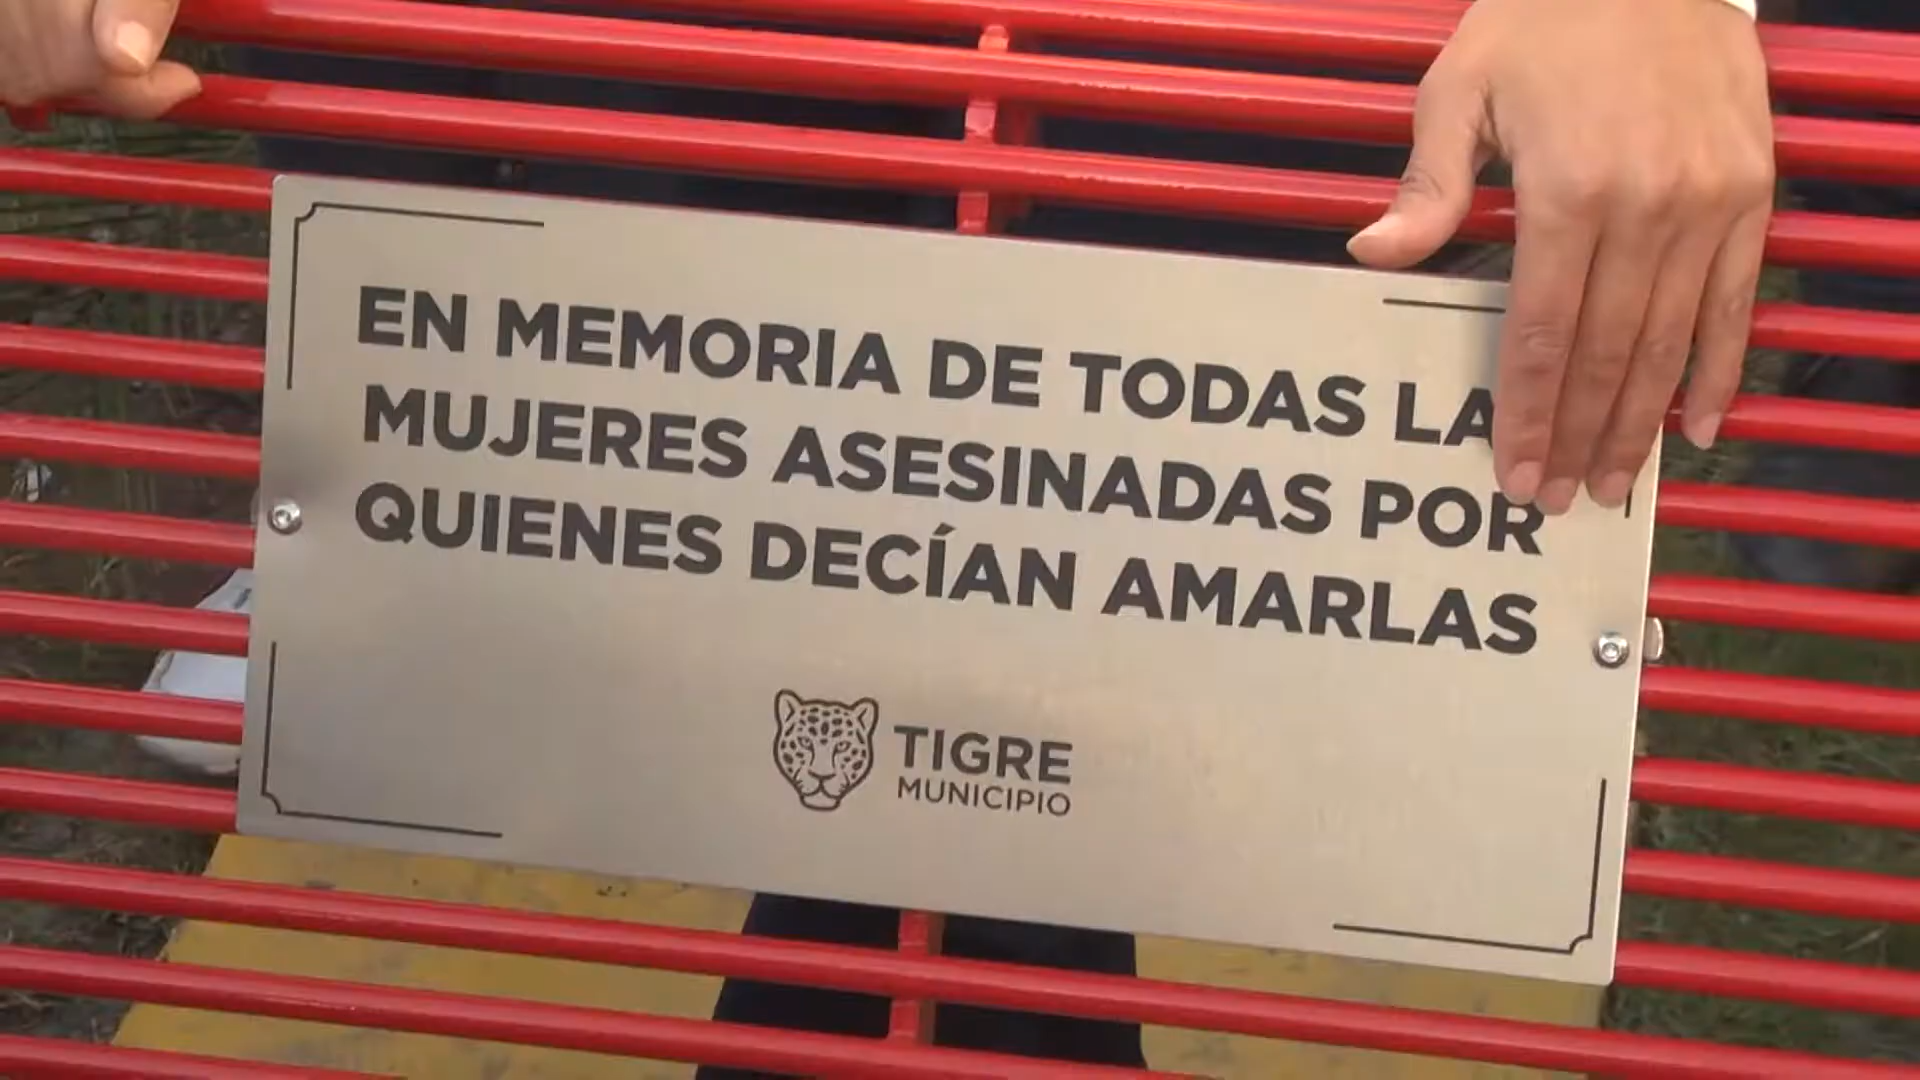 EN MEMORIA DE TODAS LA
MUJERES ASESINADAS POR
QUIENES DECÍAN AMARLAS
TIGRE
MUNICIPIO